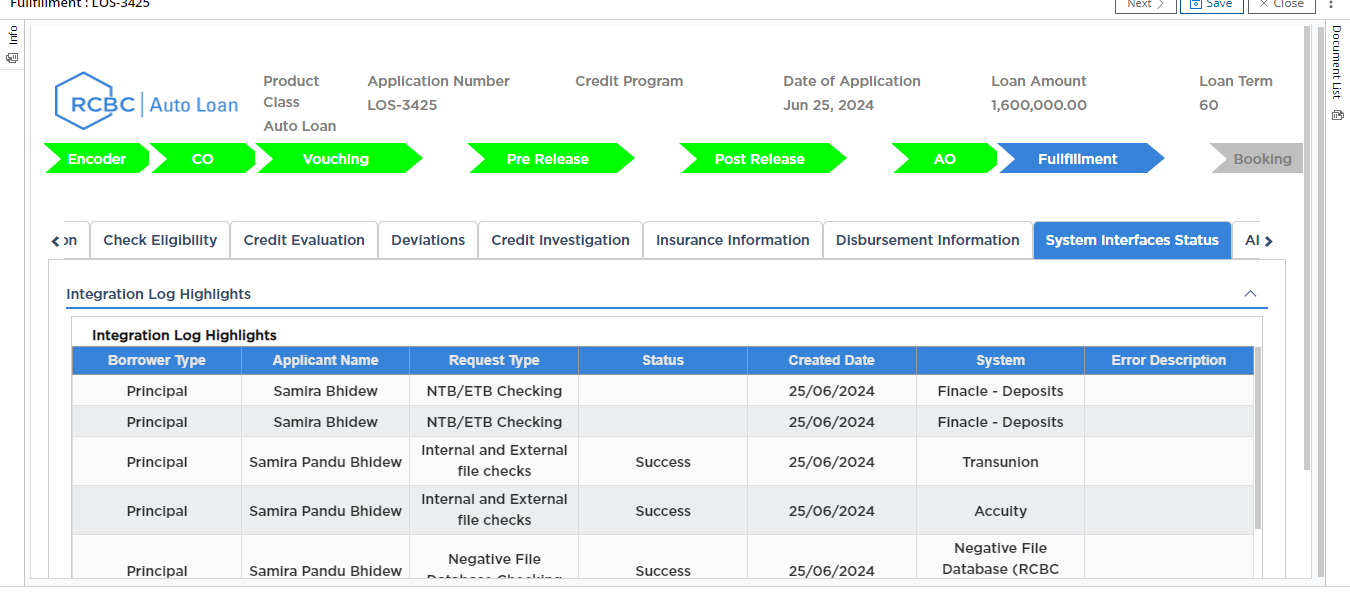 Fullfillment : LOS-3425
Next
Save
Close
Info
Document List
RCBC | Auto Loan
Product Class
Auto Loan
Application Number
LOS-3425
Credit Program
Date of Application
Jun 25, 2024
Loan Amount
1,600,000.00
Loan Term
60
Encoder CO Vouching Pre Release Post Release AO Fullfillment Booking
on Check Eligibility Credit Evaluation Deviations Credit Investigation Insurance Information Disbursement Information System Interfaces Status Al
Integration Log Highlights
Integration Log Highlights
Borrower Type Applicant Name Request Type Status Created Date System Error Description
Principal Samira Bhidew NTB/ETB Checking 25/06/2024 Finacle - Deposits
Principal Samira Bhidew NTB/ETB Checking 25/06/2024 Finacle - Deposits
Principal Samira Pandu Bhidew Internal and External file checks Success 25/06/2024 Transunion
Principal Samira Pandu Bhidew Internal and External file checks Success 25/06/2024 Accuity
Principal Samira Pandu Bhidew Negative File Database Checking Success 25/06/2024 Negative File Database (RCBC